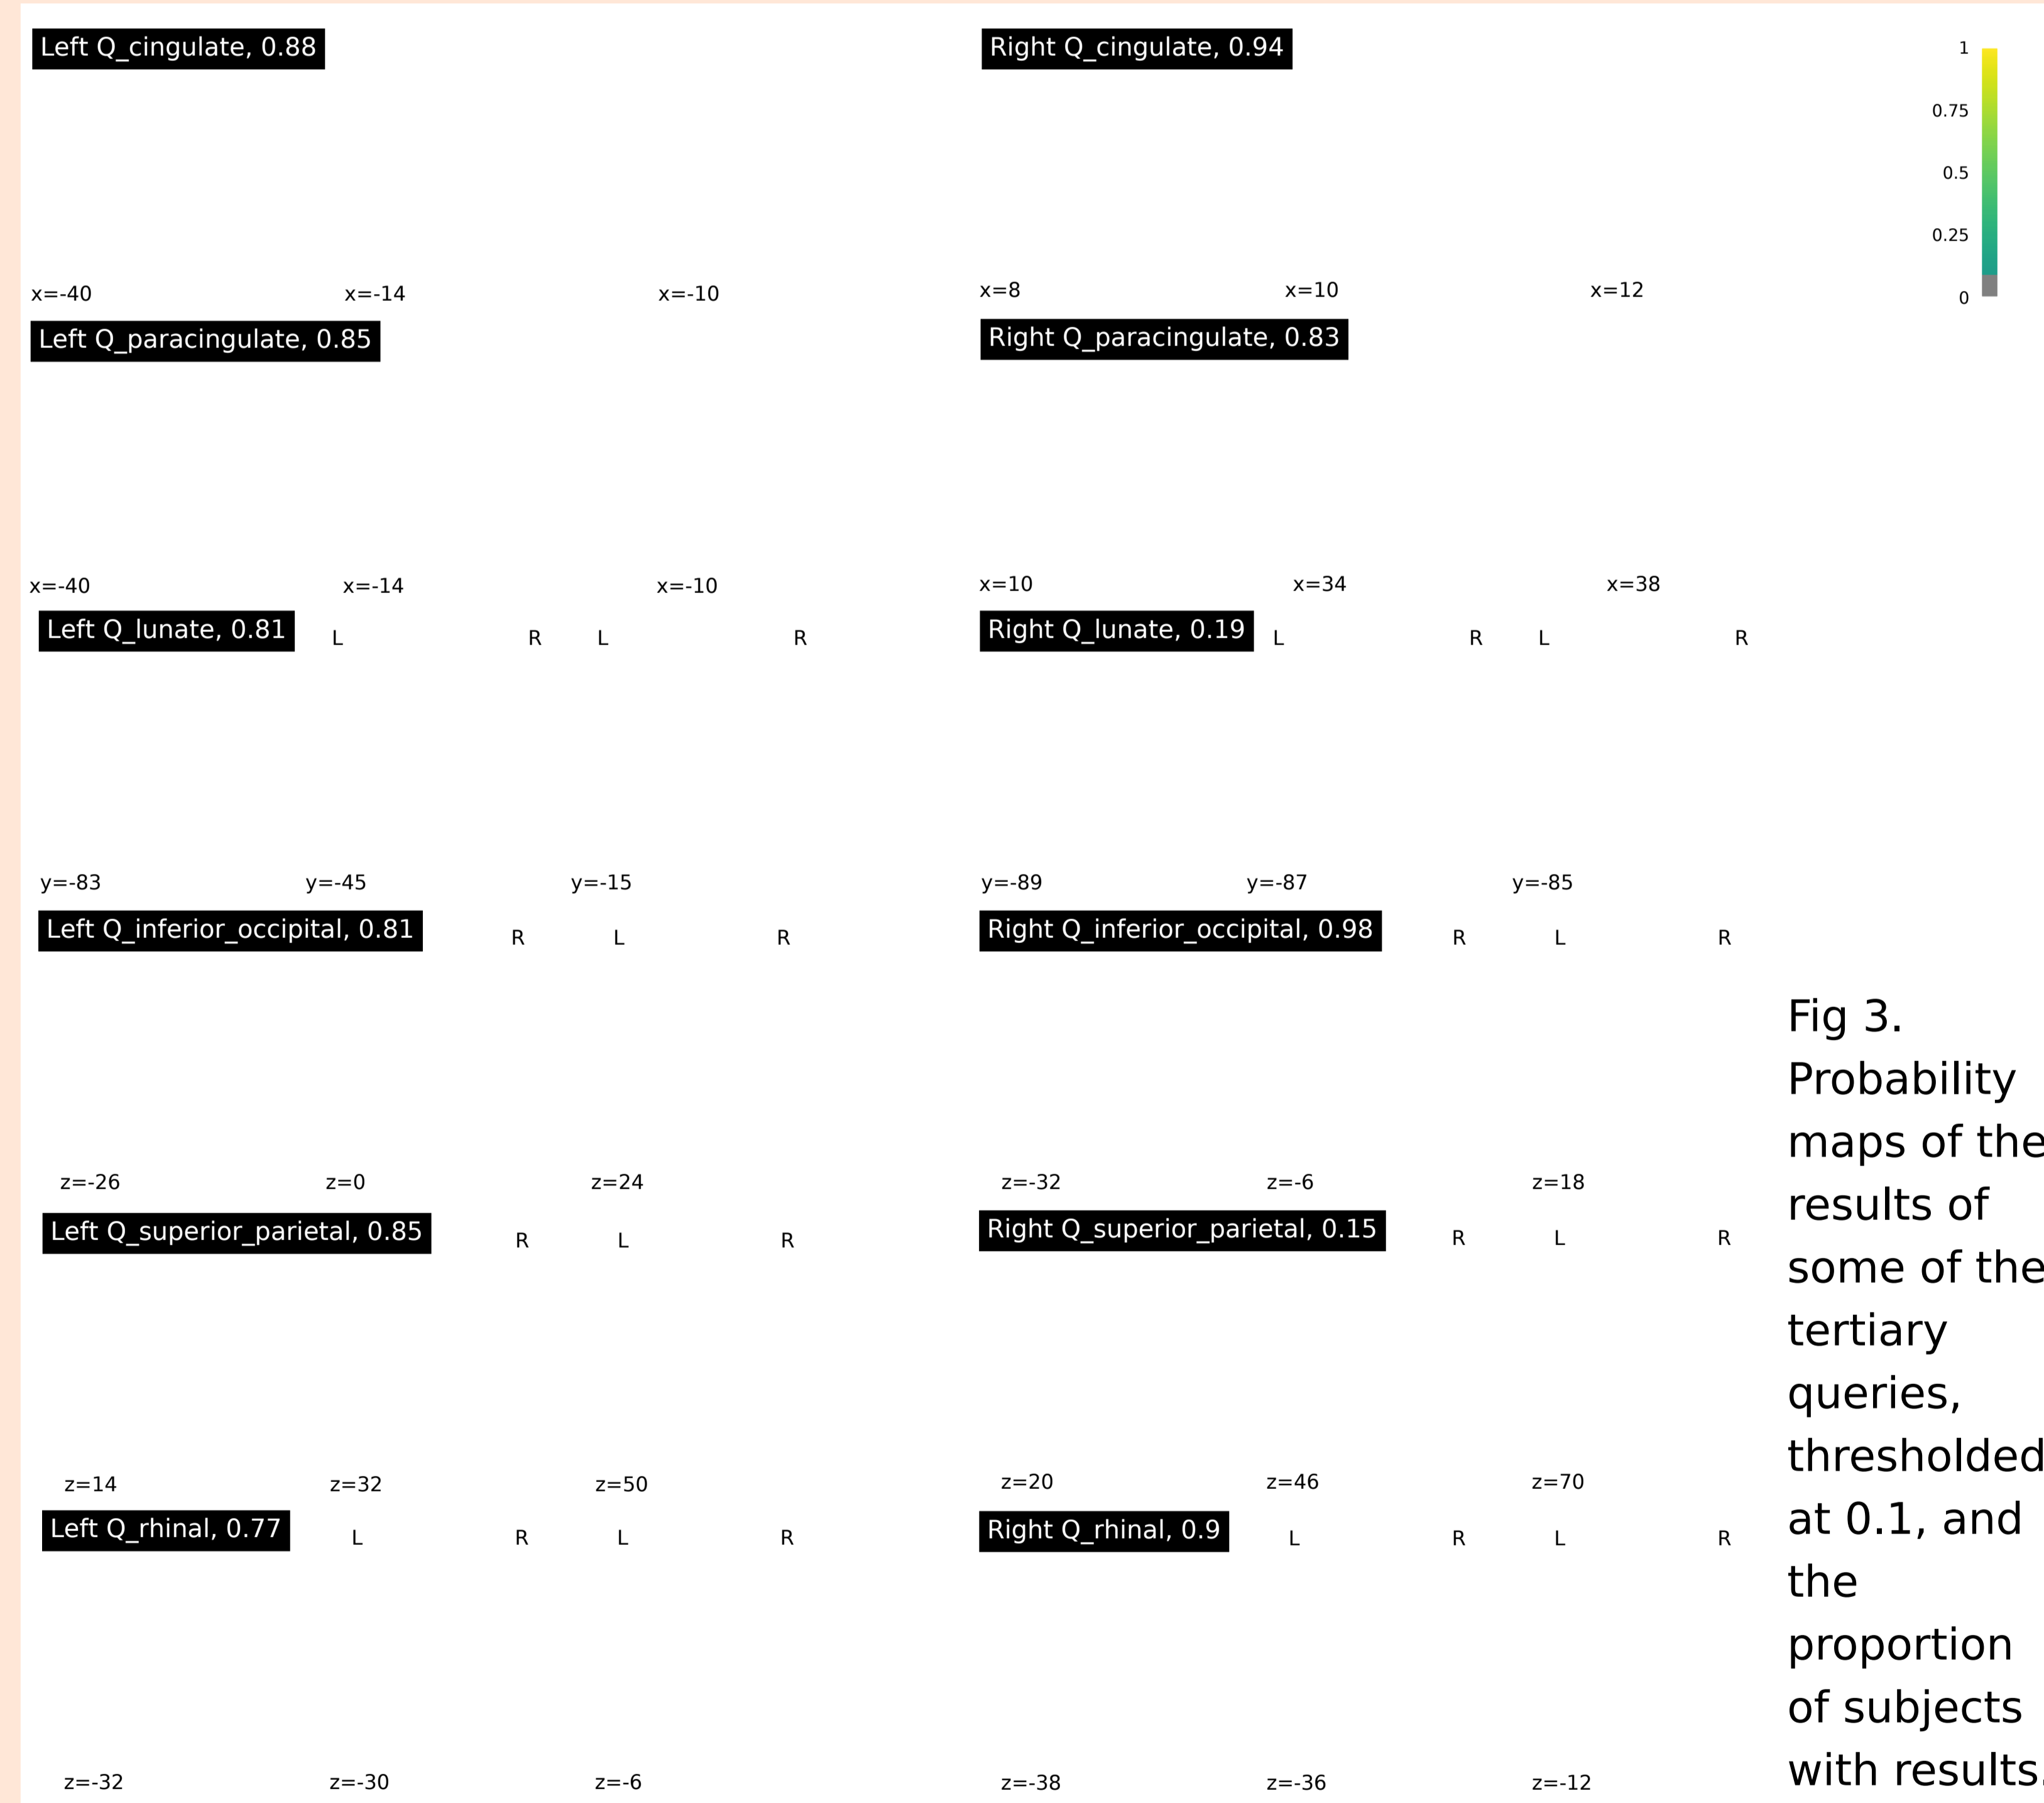 Left Q_cingulate, 0.88
Right Q_cingulate, 0.94
1
0.75
0.5
0.25
0
x=-40 x=-14 x=-10
x=8 x=10 x=12
Left Q_paracingulate, 0.85
Right Q_paracingulate, 0.83
x=-40 x=-14 x=-10
x=10 x=34 x=38
Left Q_lunate, 0.81 L R L R
Right Q_lunate, 0.19 L R L R
y=-83 y=-45 y=-15
y=-89 y=-87 y=-85
Left Q_inferior_occipital, 0.81 R L R
Right Q_inferior_occipital, 0.98 R L R
z=-26 z=0 z=24
z=-32 z=-6 z=18
Left Q_superior_parietal, 0.85 R L R
Right Q_superior_parietal, 0.15 R L R
z=14 z=32 z=50
z=20 z=46 z=70
Left Q_rhinal, 0.77 L R L R
Right Q_rhinal, 0.9 L R L R
z=-32 z=-30 z=-6
z=-38 z=-36 z=-12
Fig 3.
Probability
maps of the
results of
some of the
tertiary
queries,
thresholded
at 0.1, and
the
proportion
of subjects
with results.